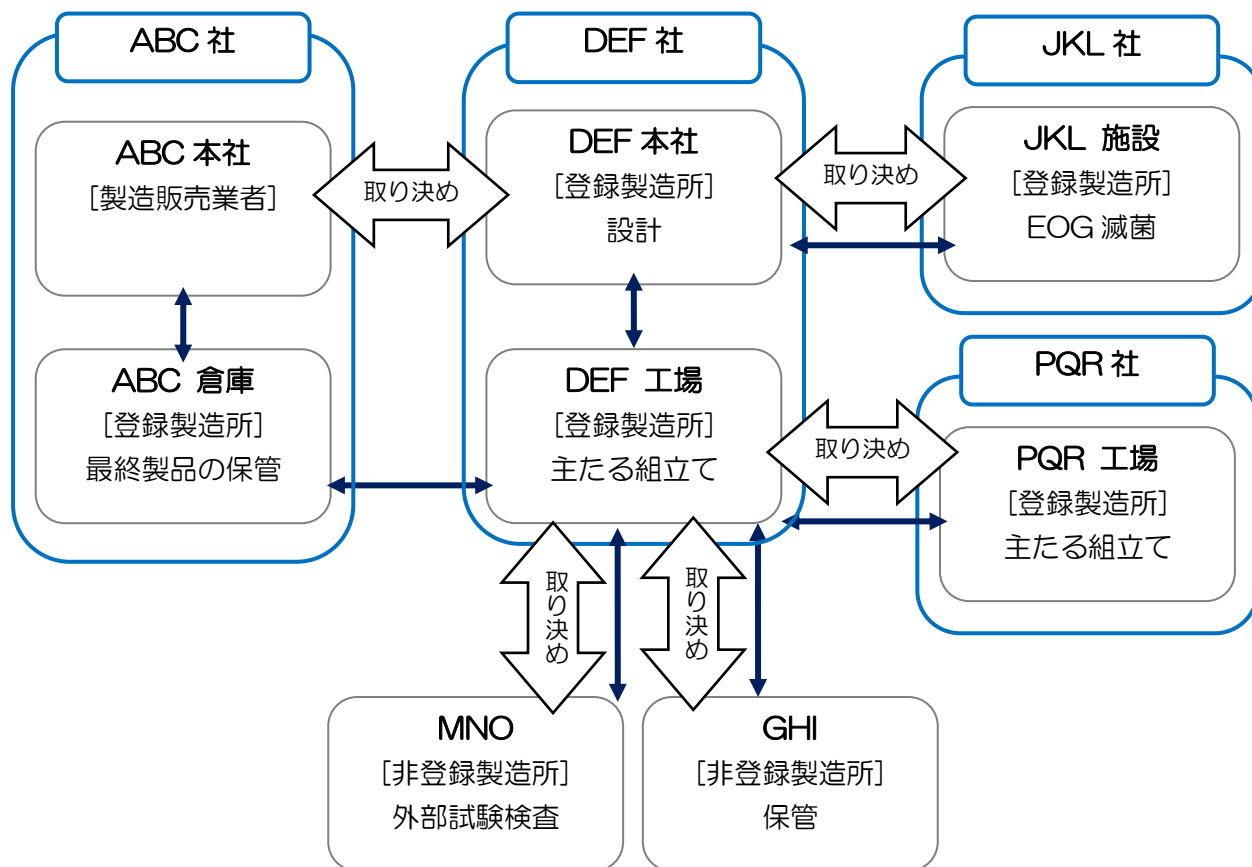 ABC 社
ABC 本社
[製造販売業者]
ABC 倉庫
[登録製造所]
最終製品の保管
取り決め
DEF 社
DEF 本社
[登録製造所]
設計
DEF 工場
[登録製造所]
主たる組立て
取り決め
JKL 社
JKL 施設
[登録製造所]
EOG 滅菌
取り決め
PQR 社
PQR 工場
[登録製造所]
主たる組立て
取り決め
取り決め
MNO
[非登録製造所]
外部試験検査
GHI
[非登録製造所]
保管